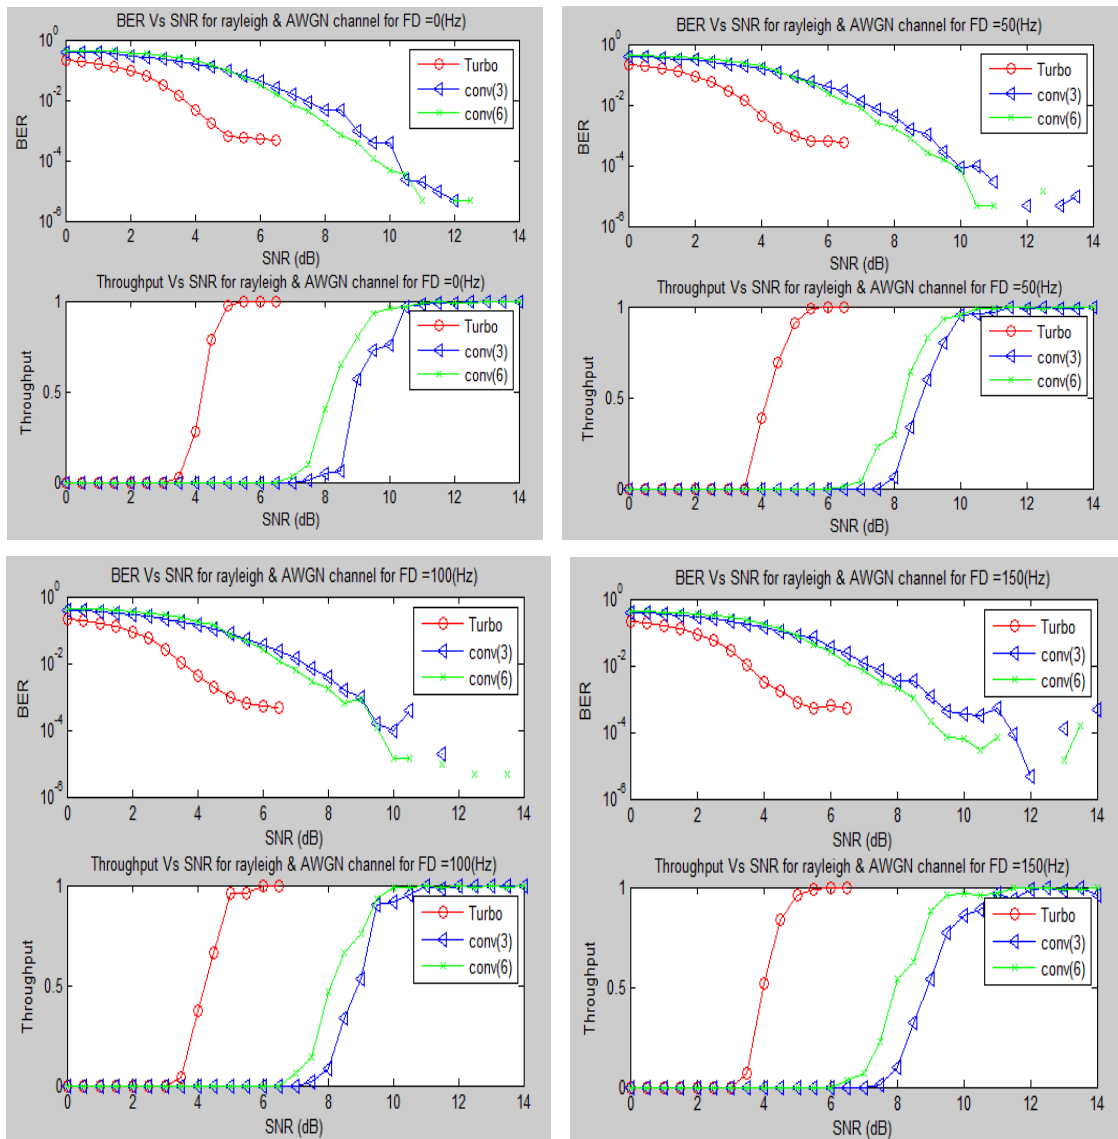 BER Vs SNR for rayleigh & AWGN channel for FD =0(Hz)
10^0
10^-2
10^-4
10^-6
BER
Turbo
conv(3)
conv(6)
0 2 4 6 8 10 12 14
SNR (dB)
Throughput Vs SNR for rayleigh & AWGN channel for FD =0(Hz)
1
0.5
0
Throughput
Turbo
conv(3)
conv(6)
0 2 4 6 8 10 12 14
SNR (dB)
BER Vs SNR for rayleigh & AWGN channel for FD =50(Hz)
10^0
10^-2
10^-4
10^-6
BER
Turbo
conv(3)
conv(6)
0 2 4 6 8 10 12 14
SNR (dB)
Throughput Vs SNR for rayleigh & AWGN channel for FD =50(Hz)
1
0.5
0
Throughput
Turbo
conv(3)
conv(6)
0 2 4 6 8 10 12 14
SNR (dB)
BER Vs SNR for rayleigh & AWGN channel for FD =100(Hz)
10^0
10^-2
10^-4
10^-6
BER
Turbo
conv(3)
conv(6)
0 2 4 6 8 10 12 14
SNR (dB)
Throughput Vs SNR for rayleigh & AWGN channel for FD =100(Hz)
1
0.5
0
Throughput
Turbo
conv(3)
conv(6)
0 2 4 6 8 10 12 14
SNR (dB)
BER Vs SNR for rayleigh & AWGN channel for FD =150(Hz)
10^0
10^-2
10^-4
10^-6
BER
Turbo
conv(3)
conv(6)
0 2 4 6 8 10 12 14
SNR (dB)
Throughput Vs SNR for rayleigh & AWGN channel for FD =150(Hz)
1
0.5
0
Throughput
Turbo
conv(3)
conv(6)
0 2 4 6 8 10 12 14
SNR (dB)